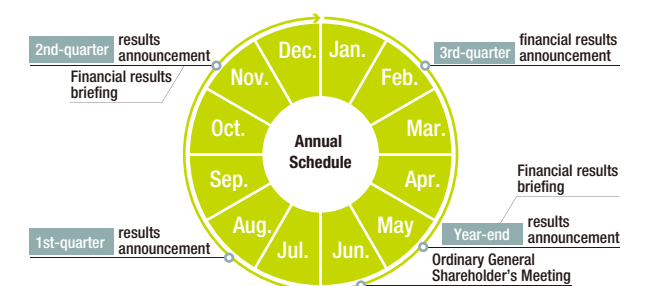 2nd-quarter
results
announcement
Financial results
briefing
3rd-quarter
financial results
announcement
Dec.
Jan.
Nov.
Feb.
Oct.
Mar.
Annual
Schedule
Sep.
Apr.
Aug.
May
Jul.
Jun.
Financial results
briefing
Year-end
results
announcement
1st-quarter
results
announcement
Ordinary General
Shareholder's Meeting